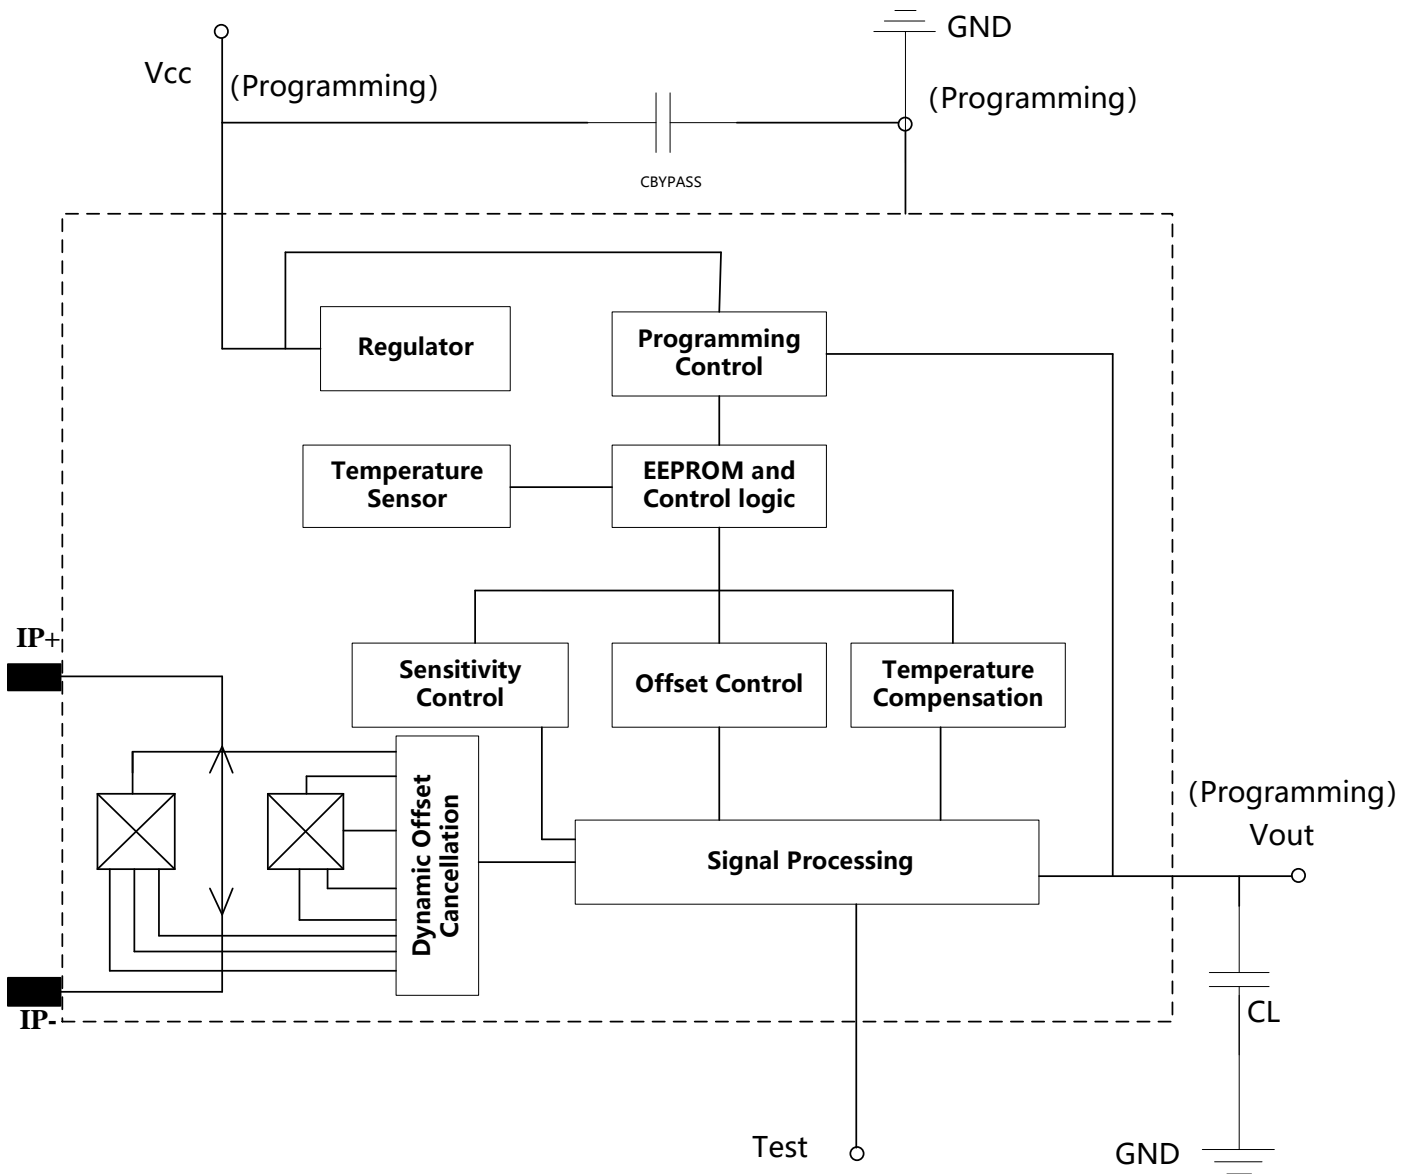 GND
Vcc
(Programming)
(Programming)
CBYPASS
Regulator
Programming
Control
Temperature
Sensor
EEPROM and
Control logic
IP+
Sensitivity
Control
Offset Control
Temperature
Compensation
Dynamic Offset
Cancellation
Signal Processing
(Programming)
Vout
IP-
CL
Test
GND